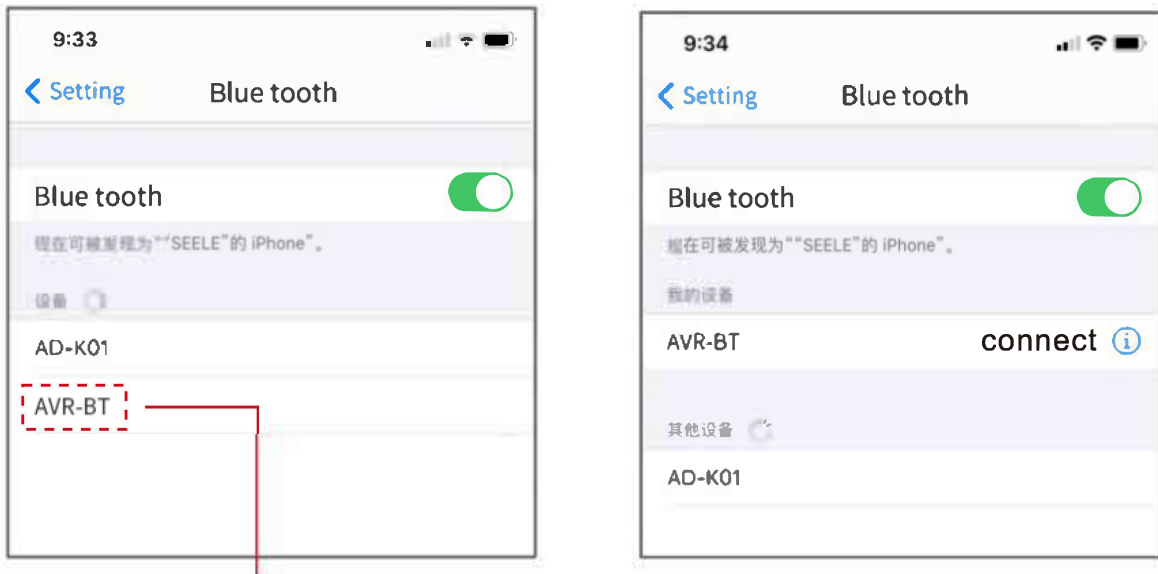 9:33
Setting
Blue tooth
Blue tooth
现在可被发现为““SEELE”的 iPhone”。
设备
AD-K01
AVR-BT
9:34
Setting
Blue tooth
Blue tooth
现在可被发现为““SEELE”的 iPhone”。
我的设备
AVR-BT connect
其他设备
AD-K01